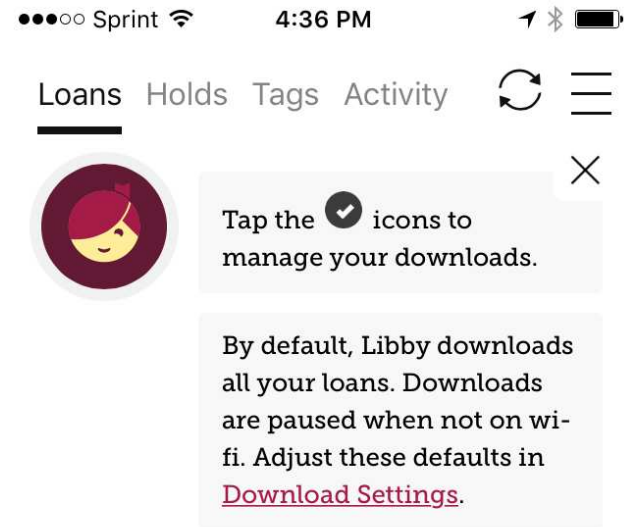 Sprint 4:36 PM
Loans Holds Tags Activity
Tap the icons to
manage your downloads.
By default, Libby downloads
all your loans. Downloads
are paused when not on wi-
fi. Adjust these defaults in
Download Settings.